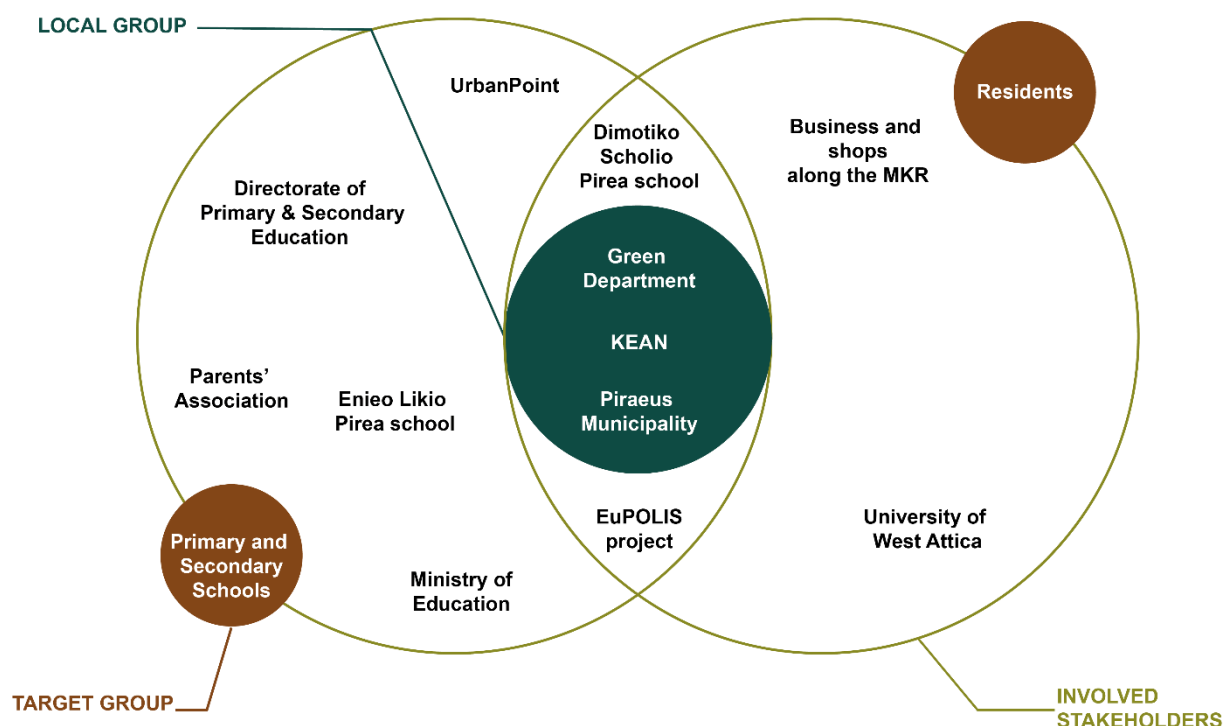 LOCAL GROUP
UrbanPoint
Residents
Dimotiko
Scholio
Pirea school
Business and
shops
along the MKR
Directorate of
Primary & Secondary
Education
Green
Department
KEAN
Piraeus
Municipality
Parents’
Association
Enieo Likio
Pirea school
EuPOLIS
project
University of
West Attica
Primary and
Secondary
Schools
Ministry of
Education
TARGET GROUP
INVOLVED
STAKEHOLDERS